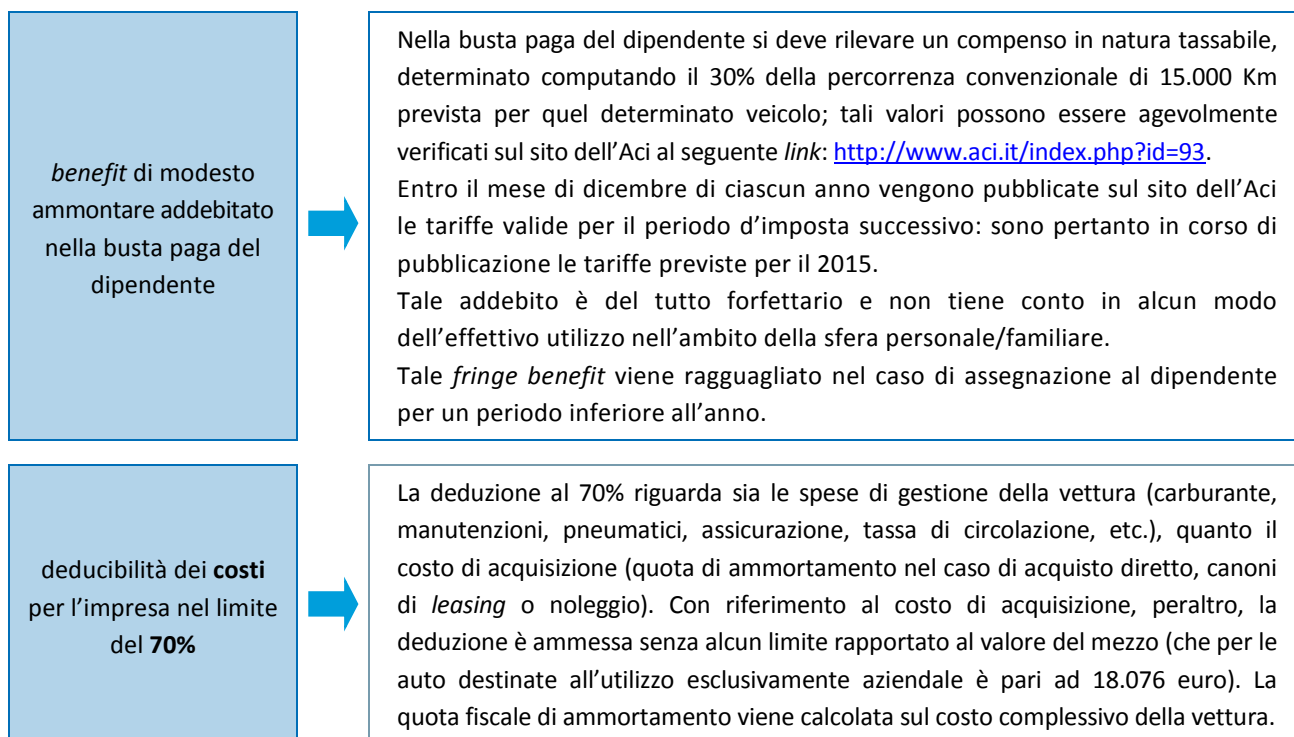 benefit di modesto
ammontare addebitato
nella busta paga del
dipendente
Nella busta paga del dipendente si deve rilevare un compenso in natura tassabile,
determinato computando il 30% della percorrenza convenzionale di 15.000 Km
prevista per quel determinato veicolo; tali valori possono essere agevolmente
verificati sul sito dell’Aci al seguente link: http://www.aci.it/index.php?id=93.
Entro il mese di dicembre di ciascun anno vengono pubblicate sul sito dell’Aci
le tariffe valide per il periodo d’imposta successivo: sono pertanto in corso di
pubblicazione le tariffe previste per il 2015.
Tale addebito è del tutto forfettario e non tiene conto in alcun modo
dell’effettivo utilizzo nell’ambito della sfera personale/familiare.
Tale fringe benefit viene ragguagliato nel caso di assegnazione al dipendente
per un periodo inferiore all’anno.
deducibilità dei costi
per l’impresa nel limite
del 70%
La deduzione al 70% riguarda sia le spese di gestione della vettura (carburante,
manutenzioni, pneumatici, assicurazione, tassa di circolazione, etc.), quanto il
costo di acquisizione (quota di ammortamento nel caso di acquisto diretto, canoni
di leasing o noleggio). Con riferimento al costo di acquisizione, peraltro, la
deduzione è ammessa senza alcun limite rapportato al valore del mezzo (che per le
auto destinate all’utilizzo esclusivamente aziendale è pari ad 18.076 euro). La
quota fiscale di ammortamento viene calcolata sul costo complessivo della vettura.